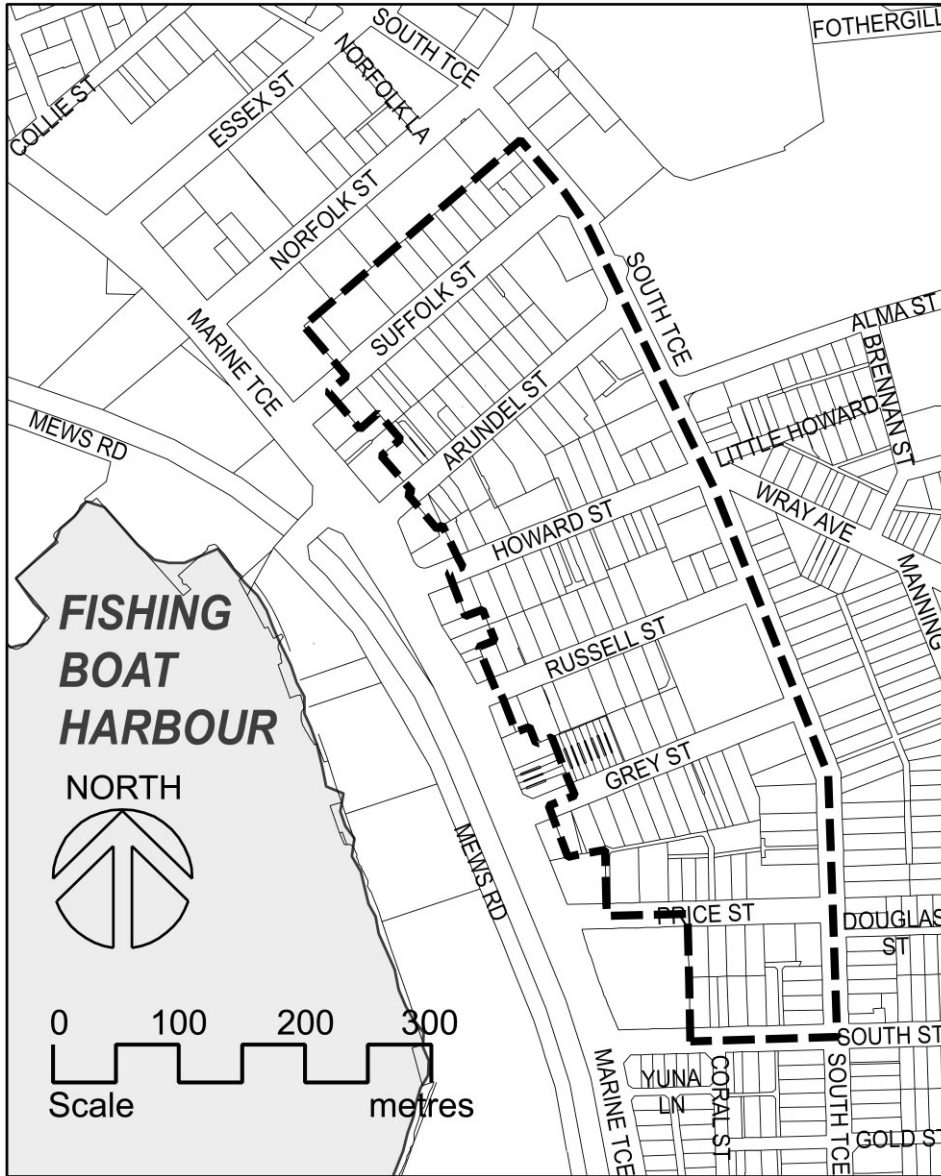 FOTHERGILL
SOUTH TCE
NORFOLK LA
ESSEX ST
COLLIE ST
NORFOLK ST
SUFFOLK ST
SOUTH TCE
ALMA ST
BRENNAN ST
MARINE TCE
ARUNDEL ST
LITTLE HOWARD
MEWS RD
WRAY AVE
HOWARD ST
MANNING
FISHING
BOAT
HARBOUR
RUSSELL ST
GREY ST
NORTH
MEWS RD
PRICE ST
DOUGLAS
ST
0 100 200 300
Scale metres
SOUTH ST
MARINE TCE
YUNA
LN
CORAL ST
SOUTH TCE
GOLD ST